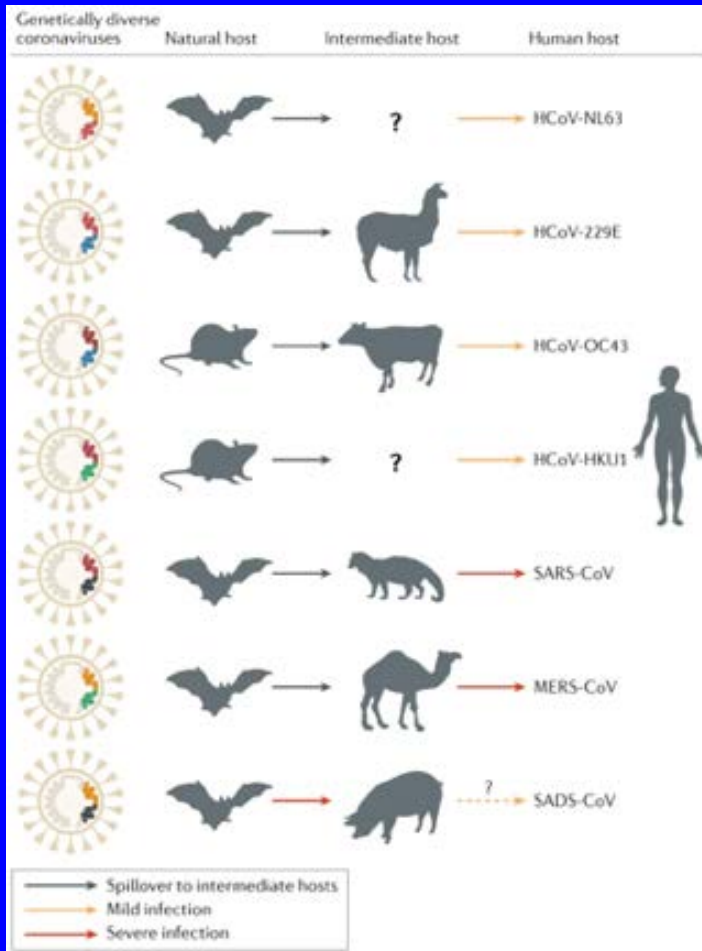 Genetically diverse
coronaviruses Natural host Intermediate host Human host
? HCoV-NL63
HCoV-229E
HCoV-OC43
? HCoV-HKU1
SARS-CoV
MERS-CoV
? SADS-CoV
Spillover to intermediate hosts
Mild infection
Severe infection